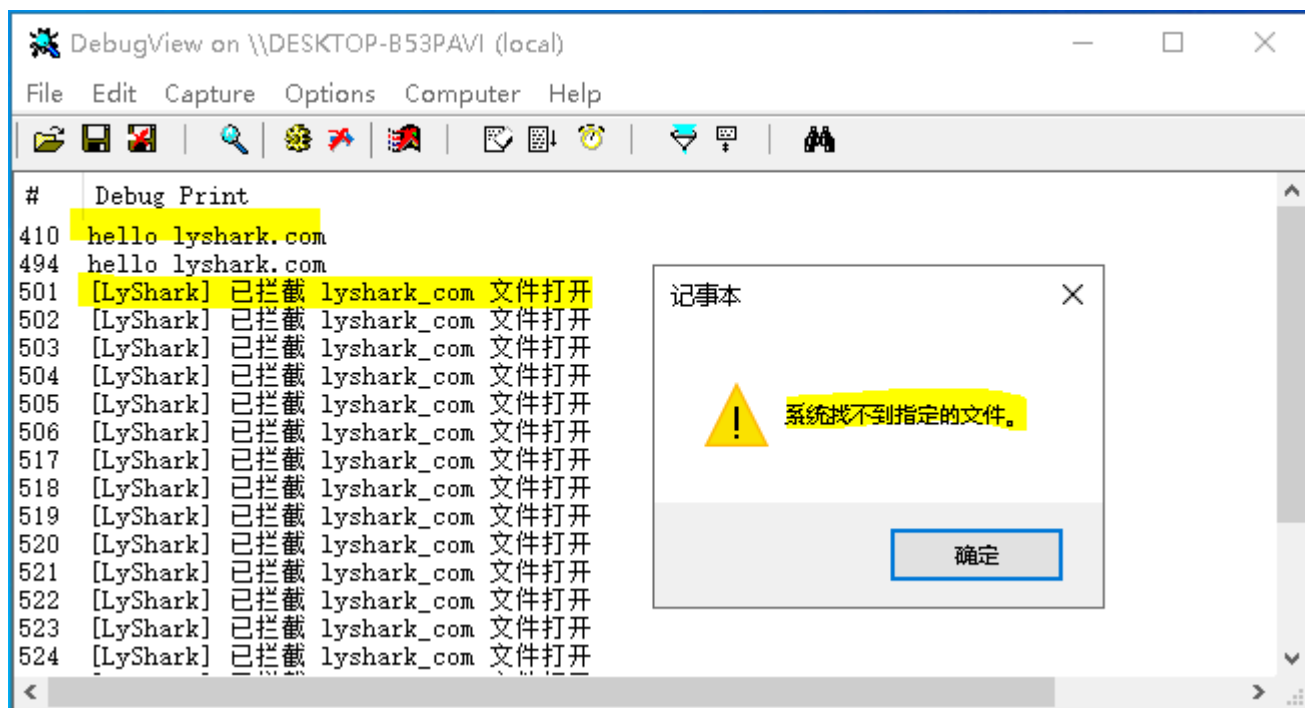 DebugView on \\DESKTOP-B53PAVI (local)
File Edit Capture Options Computer Help
# Debug Print
410 hello lyshark.com
494 hello lyshark.com
501 [LyShark] 已拦截 lyshark_com 文件打开
502 [LyShark] 已拦截 lyshark_com 文件打开
503 [LyShark] 已拦截 lyshark_com 文件打开
504 [LyShark] 已拦截 lyshark_com 文件打开
505 [LyShark] 已拦截 lyshark_com 文件打开
506 [LyShark] 已拦截 lyshark_com 文件打开
517 [LyShark] 已拦截 lyshark_com 文件打开
518 [LyShark] 已拦截 lyshark_com 文件打开
519 [LyShark] 已拦截 lyshark_com 文件打开
520 [LyShark] 已拦截 lyshark_com 文件打开
521 [LyShark] 已拦截 lyshark_com 文件打开
522 [LyShark] 已拦截 lyshark_com 文件打开
523 [LyShark] 已拦截 lyshark_com 文件打开
524 [LyShark] 已拦截 lyshark_com 文件打开
记事本
系统找不到指定的文件。
确定